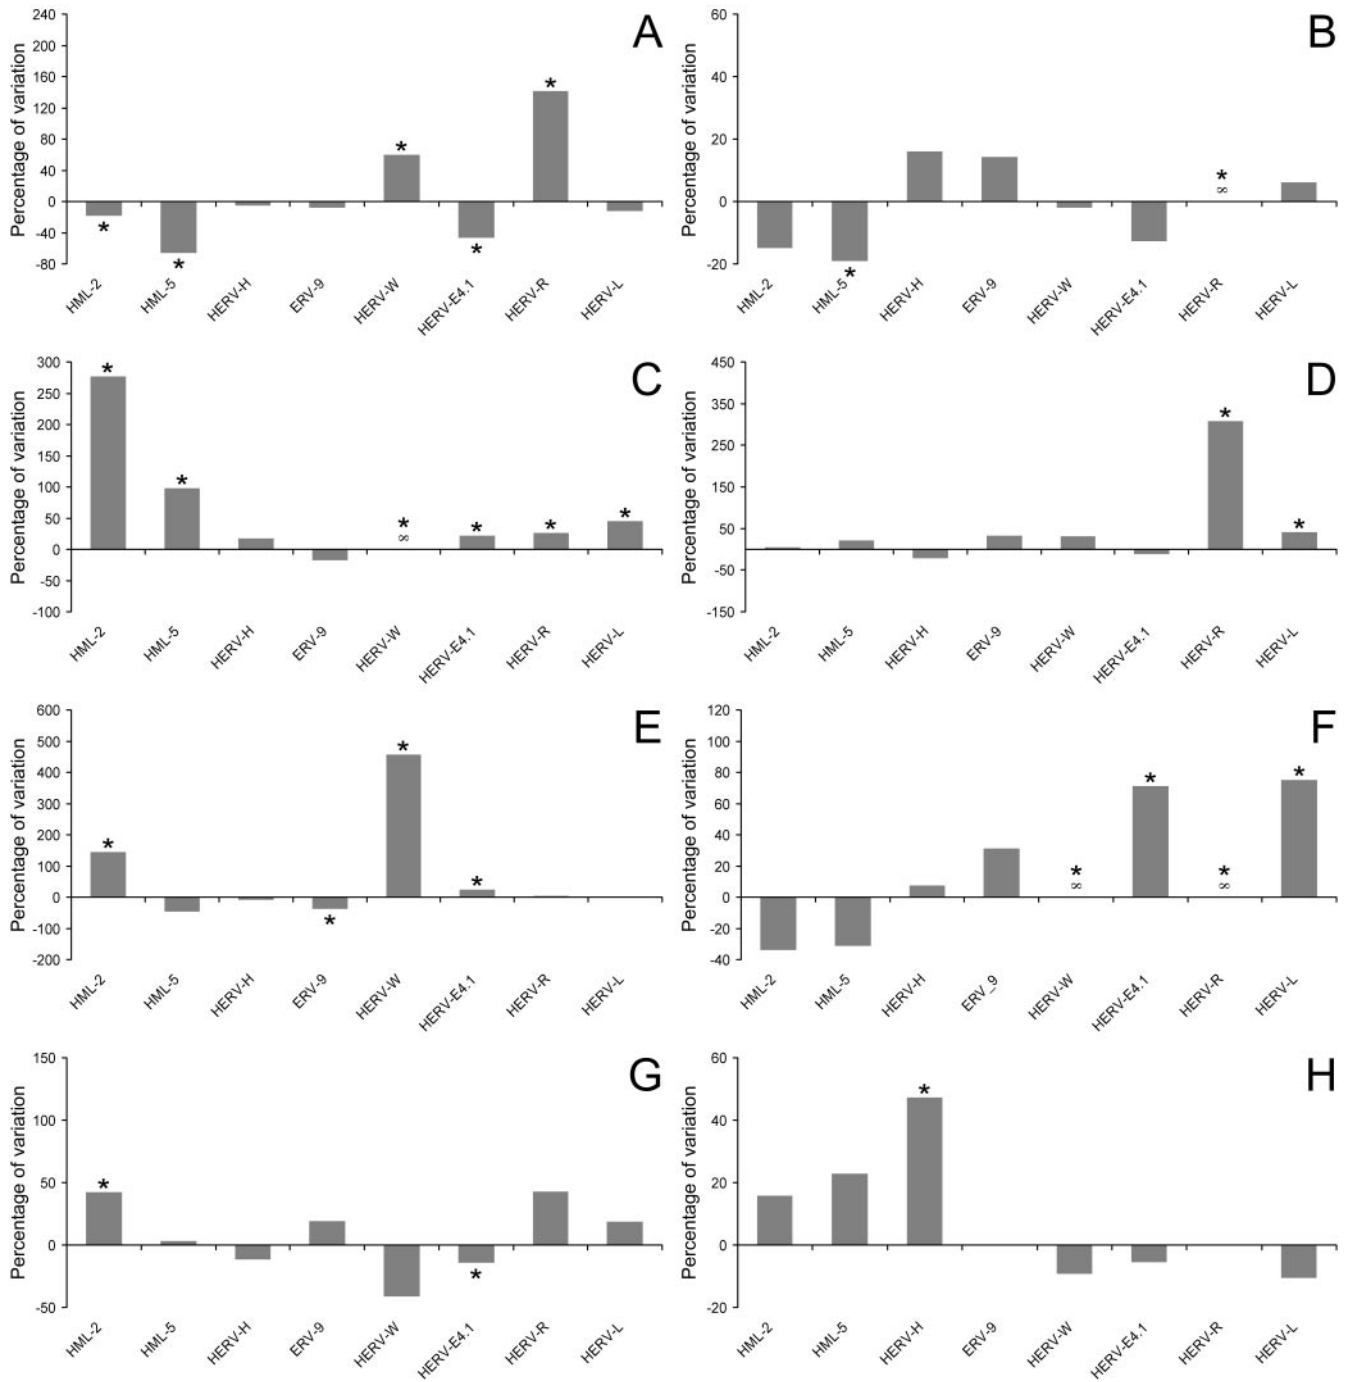 A
Percentage of variation
240
200
160
120
80
40
0
-40
-80
* * * * *
HML-2 HML-5 HERV-H ERV-9 HERV-W HERV-E4.1 HERV-R HERV-L
B
Percentage of variation
60
40
20
0
-20
* *
∞
HML-2 HML-5 HERV-H ERV-9 HERV-W HERV-E4.1 HERV-R HERV-L
C
Percentage of variation
300
250
200
150
100
50
0
-50
-100
* * * * * *
∞
HML-2 HML-5 HERV-H ERV-9 HERV-W HERV-E4.1 HERV-R HERV-L
D
Percentage of variation
450
350
250
150
50
-50
-150
* *
HML-2 HML-5 HERV-H ERV-9 HERV-W HERV-E4.1 HERV-R HERV-L
E
Percentage of variation
600
500
400
300
200
100
0
-100
-200
* * * *
HML-2 HML-5 HERV-H ERV-9 HERV-W HERV-E4.1 HERV-R HERV-L
F
Percentage of variation
120
100
80
60
40
20
0
-20
-40
* * * *
∞ ∞
HML-2 HML-5 HERV-H ERV_9 HERV-W HERV-E4.1 HERV-R HERV-L
G
Percentage of variation
150
100
50
0
-50
* *
HML-2 HML-5 HERV-H ERV-9 HERV-W HERV-E4.1 HERV-R HERV-L
H
Percentage of variation
60
40
20
0
-20
*
HML-2 HML-5 HERV-H ERV-9 HERV-W HERV-E4.1 HERV-R HERV-L